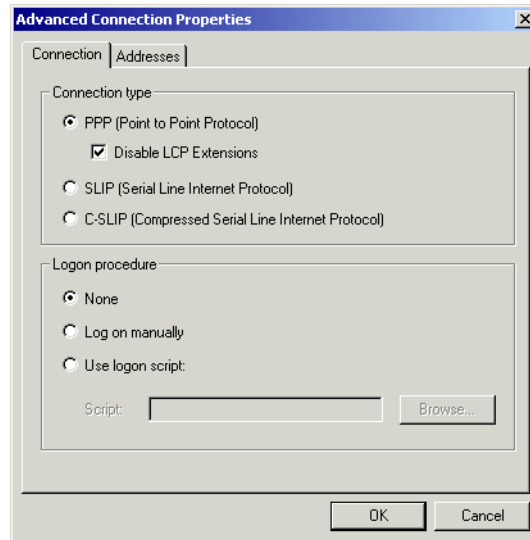 Advanced Connection Properties
Connection Addresses
Connection type
PPP (Point to Point Protocol)
Disable LCP Extensions
SLIP (Serial Line Internet Protocol)
C-SLIP (Compressed Serial Line Internet Protocol)
Logon procedure
None
Log on manually
Use logon script:
Script: Browse...
OK Cancel